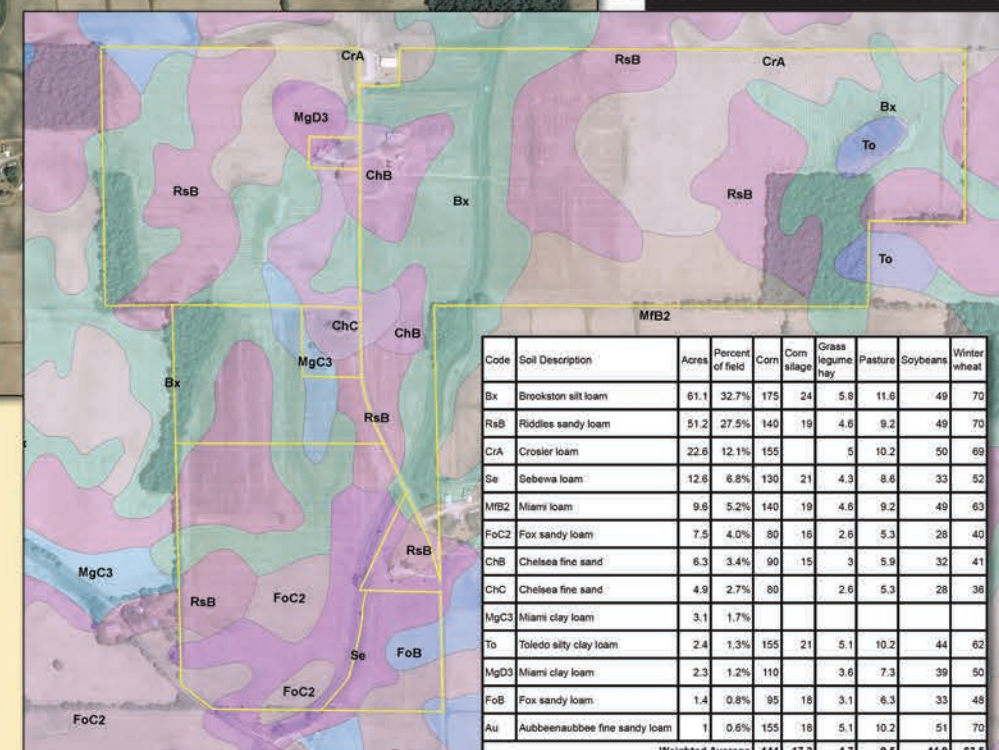 CrA
RsB
CrA
MgD3
Bx
To
ChB
RsB
RsB
Bx
To
MfB2
ChC
ChB
MgC3
Bx
RsB
RsB
MgC3
RsB
FoC2
Se
FoB
FoC2
FoC2
Code Soil Description Acres Percent of field Corn Corn silage Grass legume hay Pasture Soybeans Winter wheat
Bx Brookston silt loam 61.1 32.7% 175 24 5.8 11.6 49 70
RsB Riddles sandy loam 51.2 27.5% 140 19 4.6 9.2 49 70
CrA Crosier loam 22.6 12.1% 155 5 10.2 50 69
Se Sebewa loam 12.6 6.8% 130 21 4.3 8.6 33 52
MfB2 Miami loam 9.6 5.2% 140 19 4.6 9.2 49 63
FoC2 Fox sandy loam 7.5 4.0% 80 16 2.6 5.3 28 40
ChB Chelsea fine sand 6.3 3.4% 90 15 3 5.9 32 41
ChC Chelsea fine sand 4.9 2.7% 80 2.6 5.3 28 36
MgC3 Miami clay loam 3.1 1.7%
To Toledo silty clay loam 2.4 1.3% 155 21 5.1 10.2 44 62
MgD3 Miami clay loam 2.3 1.2% 110 3.6 7.3 39 50
FoB Fox sandy loam 1.4 0.8% 95 18 3.1 6.3 33 48
Au Aubbeenaubbee fine sandy loam 1 0.6% 155 18 5.1 10.2 51 70
Weighted Average